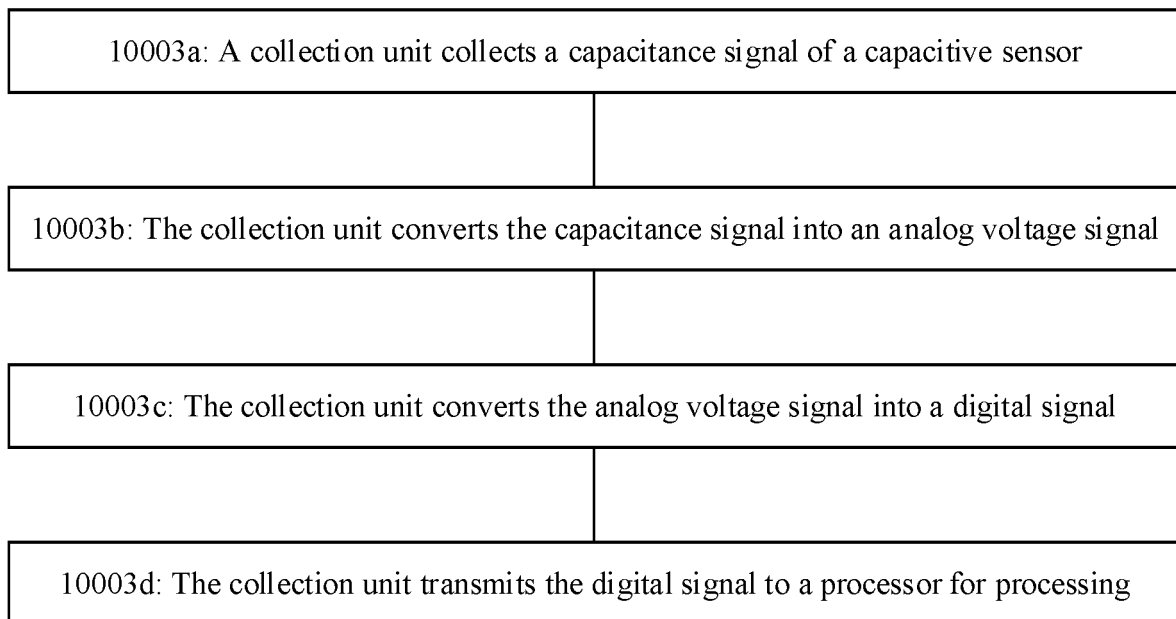 10003a: A collection unit collects a capacitance signal of a capacitive sensor
10003b: The collection unit converts the capacitance signal into an analog voltage signal
10003c: The collection unit converts the analog voltage signal into a digital signal
10003d: The collection unit transmits the digital signal to a processor for processing